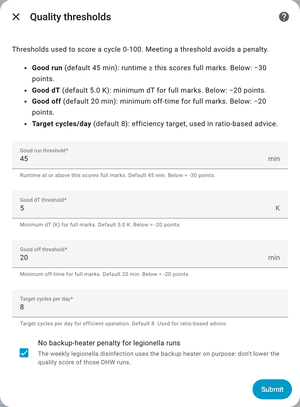 Quality thresholds
Thresholds used to score a cycle 0-100. Meeting a threshold avoids a penalty.
• Good run (default 45 min): runtime ≥ this scores full marks. Below: −30
points.
• Good dT (default 5.0 K): minimum dT for full marks. Below: −20 points.
• Good off (default 20 min): minimum off-time for full marks. Below: −20
points.
• Target cycles/day (default 8): efficiency target, used in ratio-based advice.
Good run threshold*
45 min
Runtime at or above this scores full marks. Default 45 min. Below = -30 points.
Good dT threshold*
5 K
Minimum dT (K) for full marks. Default 5.0 K. Below = -20 points.
Good off threshold*
20 min
Minimum off-time for full marks. Default 20 min. Below = -20 points.
Target cycles per day*
8
Target cycles per day for efficient operation. Default 8. Used for ratio-based advice.
No backup-heater penalty for legionella runs
The weekly legionella disinfection uses the backup heater on purpose: don't lower the
quality score of those DHW runs.
Submit